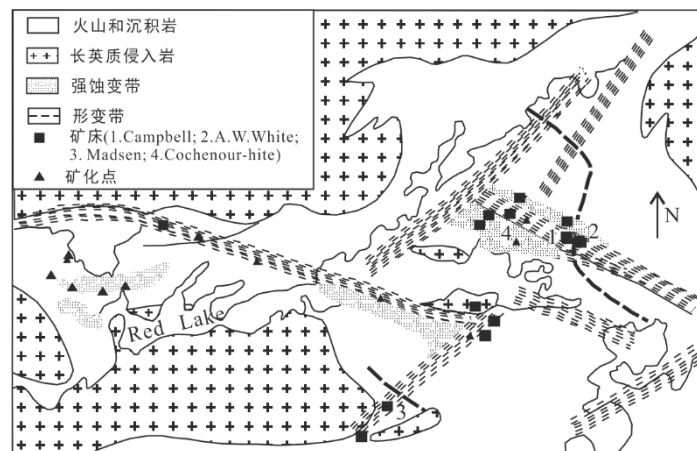 火山和沉积岩
长英质侵入岩
强蚀变带
形变带
矿床(1.Campbell; 2.A.W.White;
3. Madsen; 4.Cochenour-hite)
矿化点
N
4 1 2
Red Lake
3